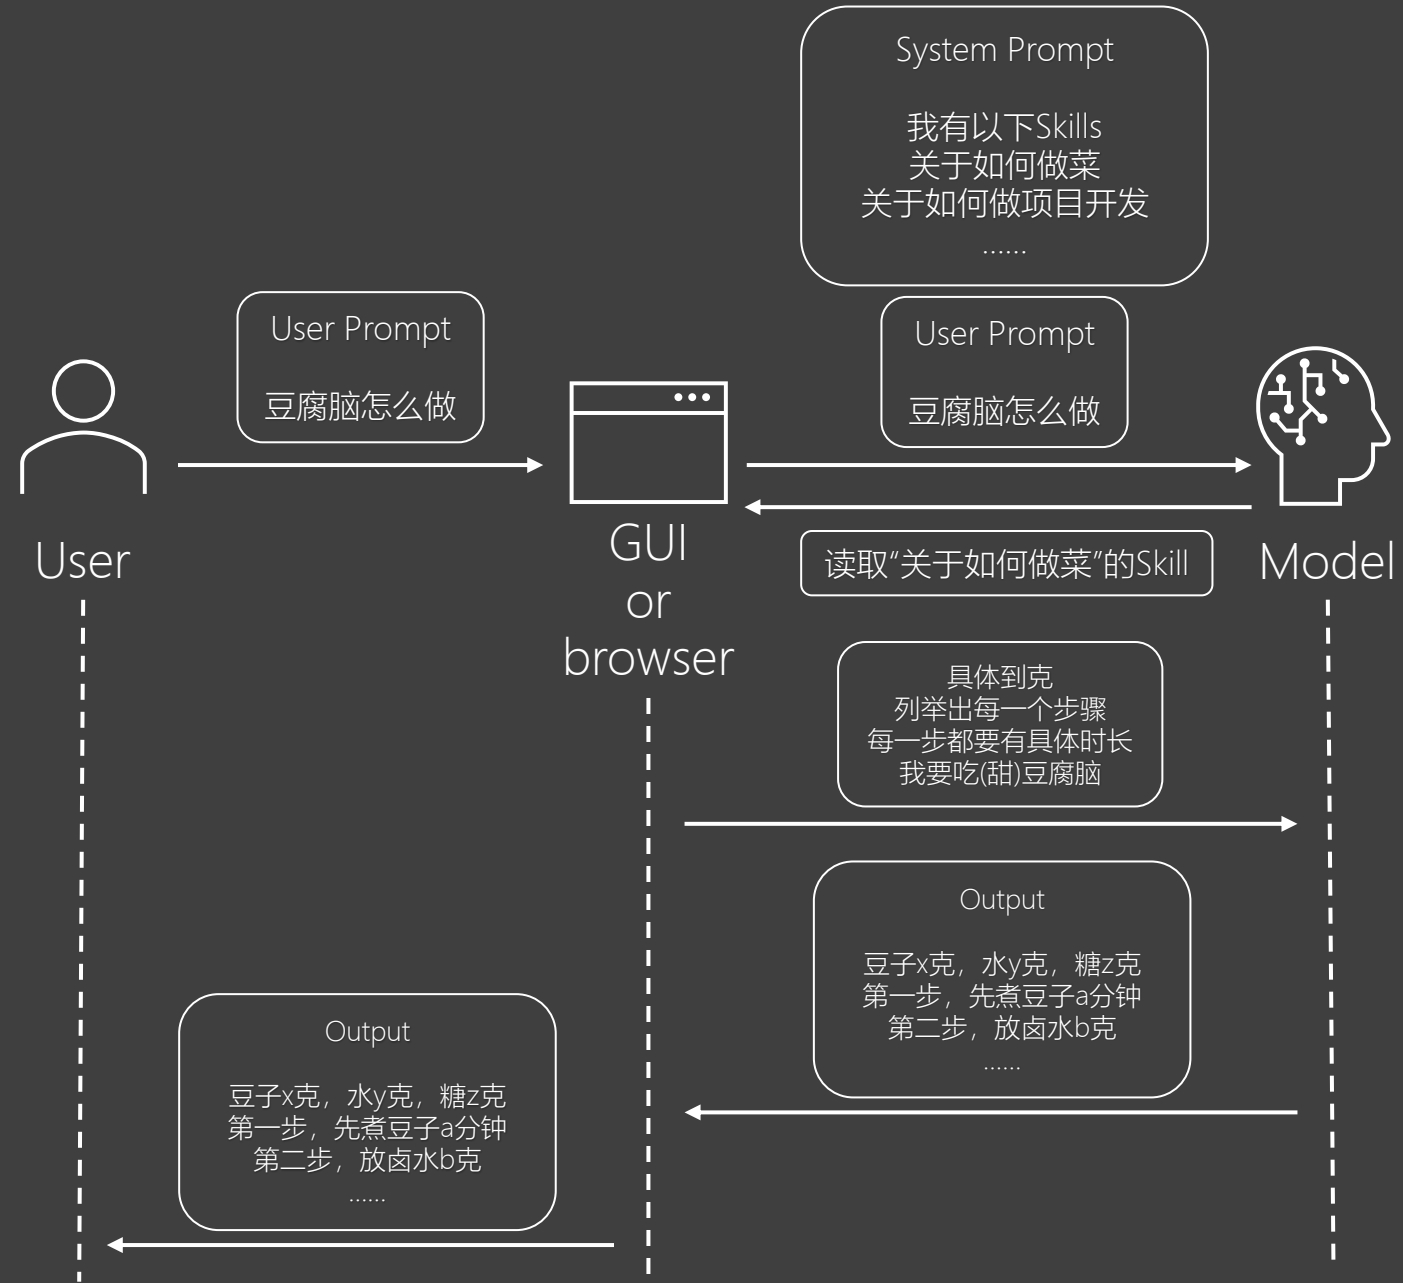 System Prompt
我有以下Skills
关于如何做菜
关于如何做项目开发
......
User Prompt
豆腐脑怎么做
User Prompt
豆腐脑怎么做
User
GUI
or
browser
Model
读取“关于如何做菜”的Skill
具体到克
列举出每一个步骤
每一步都要有具体时长
我要吃(甜)豆腐脑
Output
豆子x克，水y克，糖z克
第一步，先煮豆子a分钟
第二步，放卤水b克
......
Output
豆子x克，水y克，糖z克
第一步，先煮豆子a分钟
第二步，放卤水b克
......